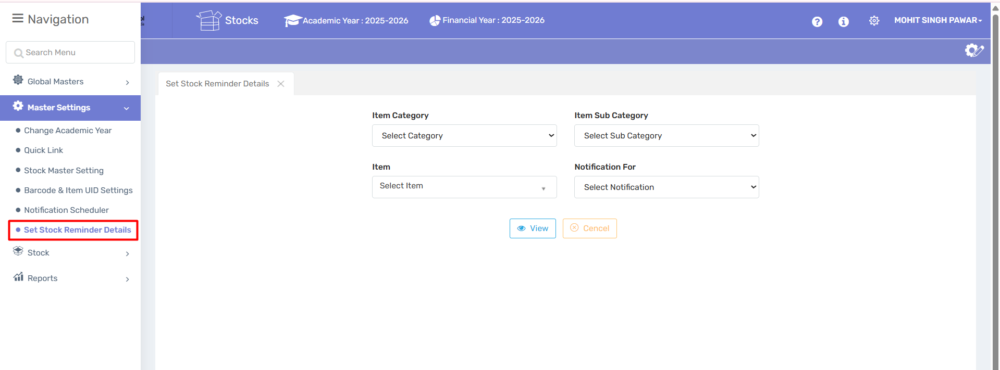 Navigation
Stocks
Academic Year : 2025-2026
Financial Year : 2025-2026
MOHIT SINGH PAWAR
Search Menu
Global Masters
Master Settings
Change Academic Year
Quick Link
Stock Master Setting
Barcode & Item UID Settings
Notification Scheduler
Set Stock Reminder Details
Stock
Reports
Set Stock Reminder Details
Item Category
Item Sub Category
Select Category
Select Sub Category
Item
Notification For
Select Item
Select Notification
View
Cencel